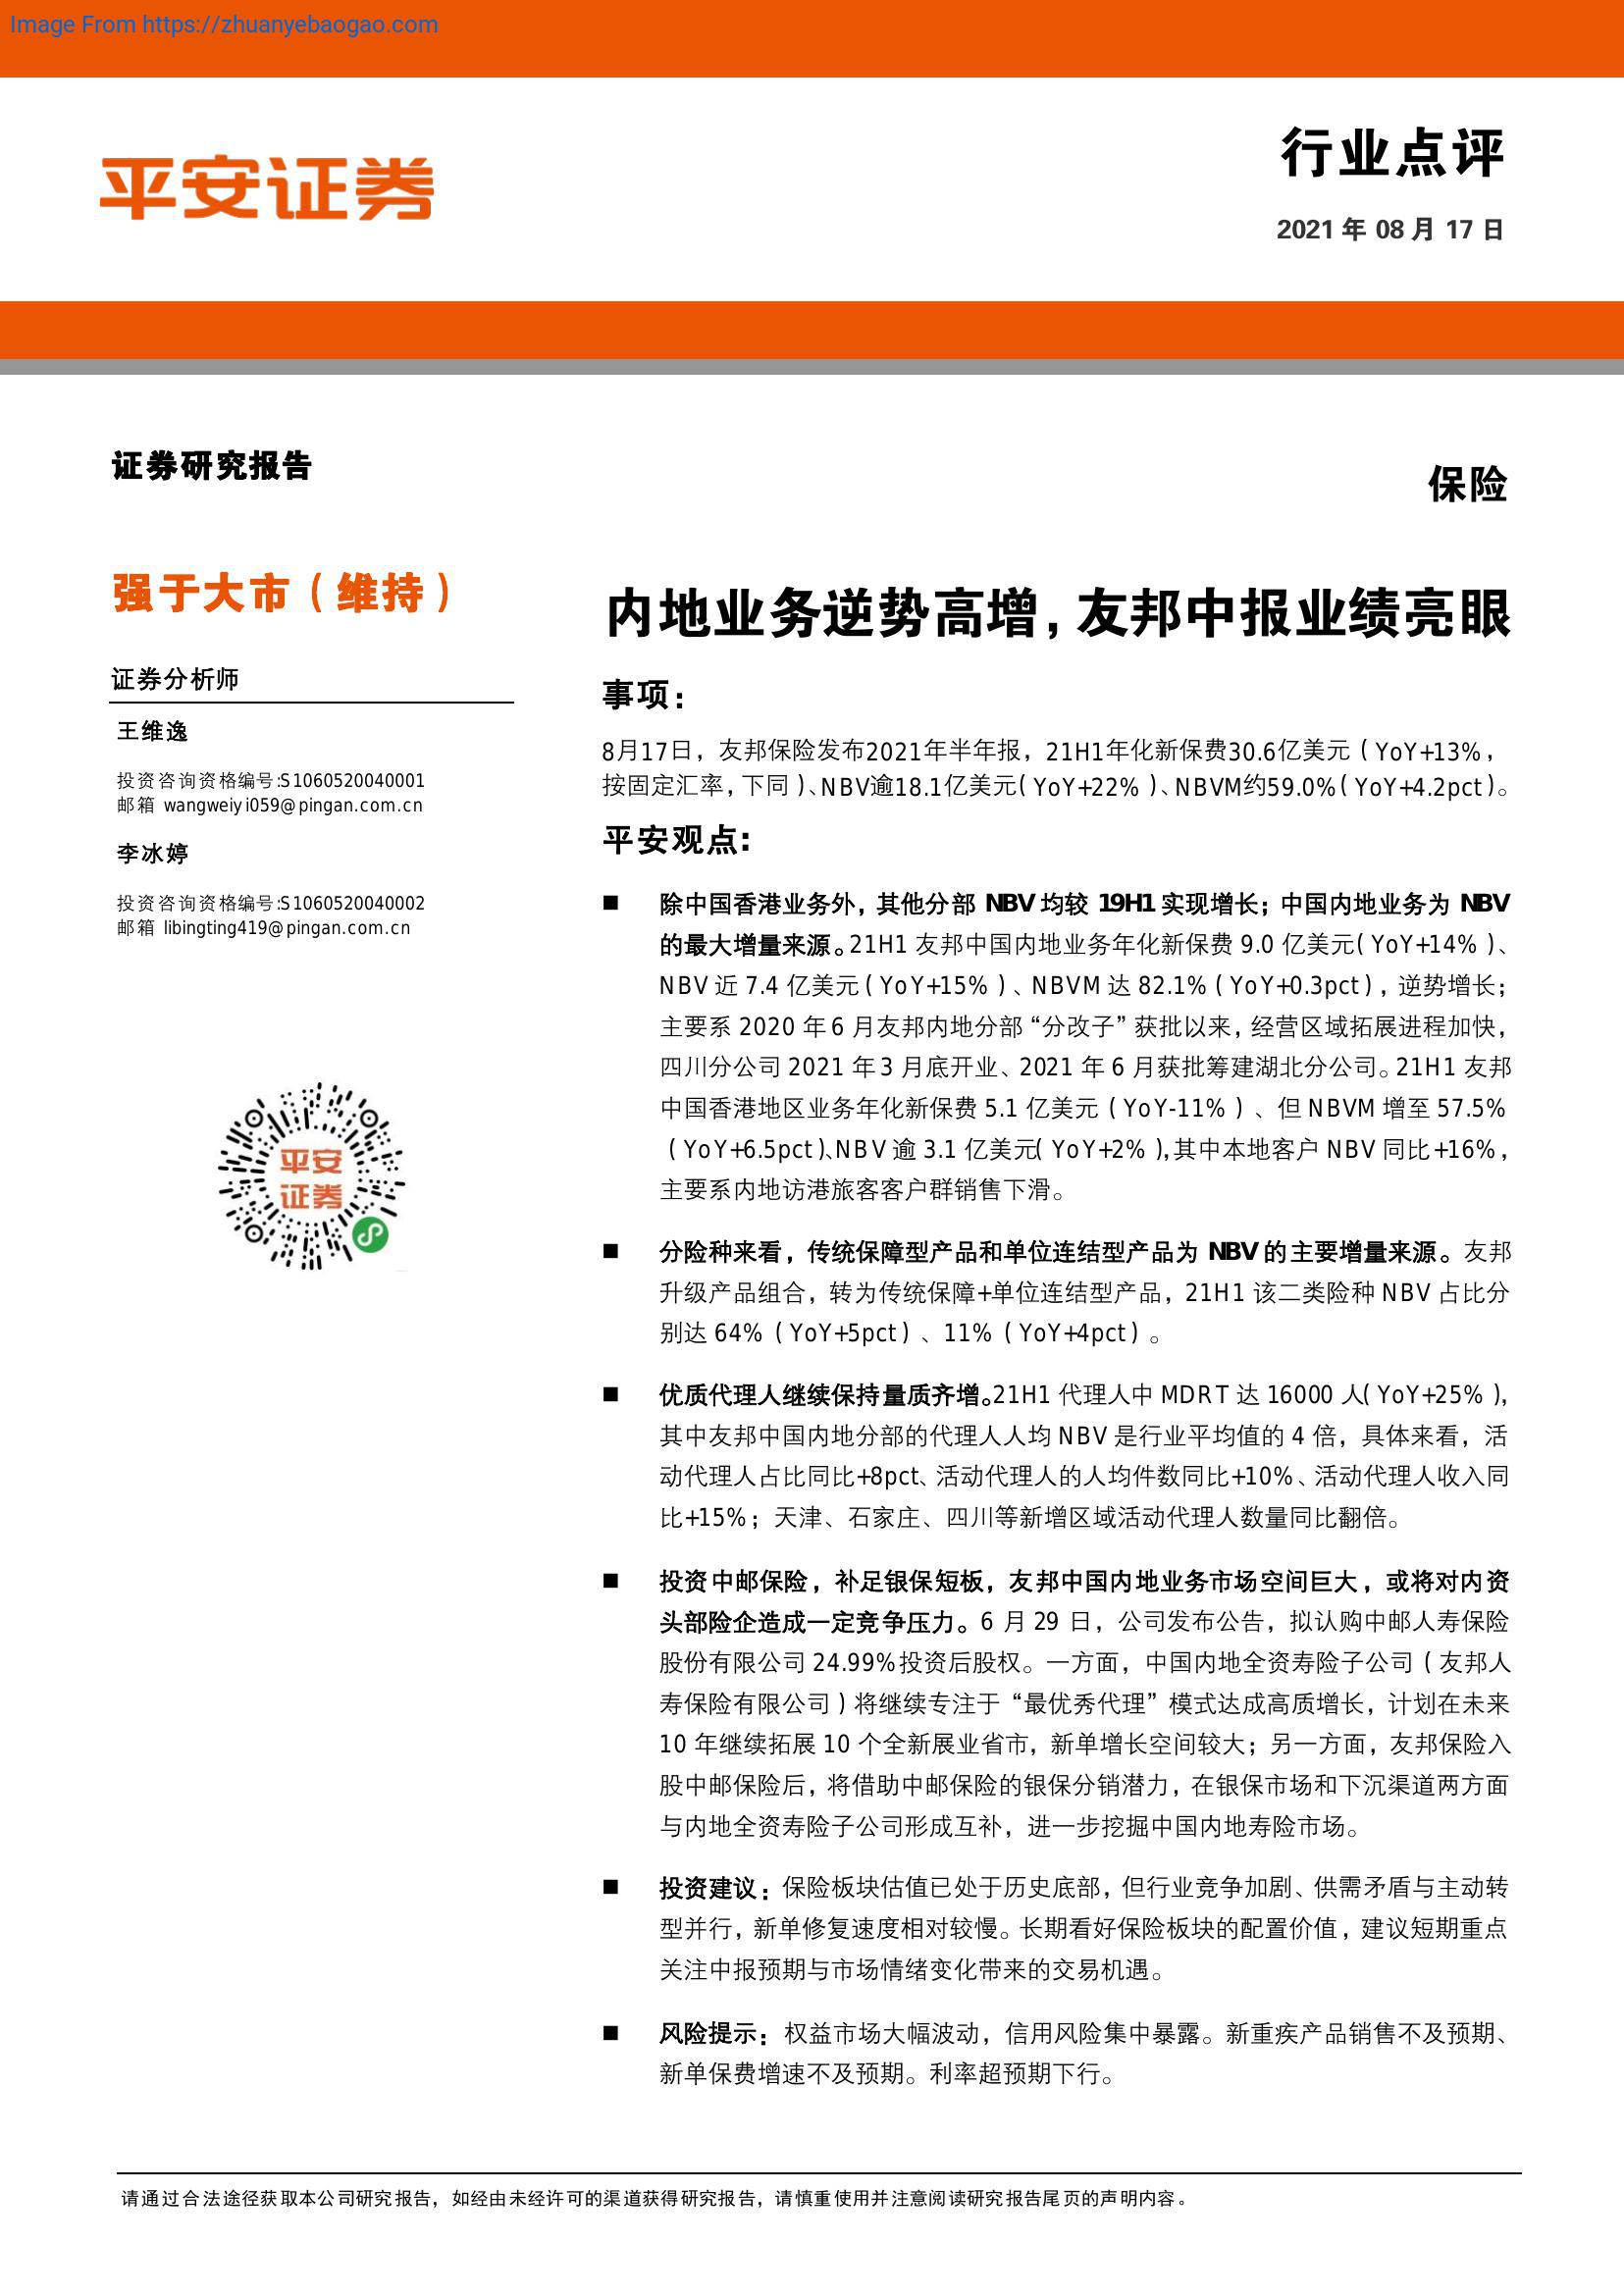 Image From https://zhuanyebaogao.com
平安证券
行业点评
2021 年 08 月 17 日
证券研究报告
保险
强于大市（维持）
证券分析师
王维逸
投资咨询资格编号:S1060520040001
邮箱 wangweiyi059@pingan.com.cn
李冰婷
投资咨询资格编号:S1060520040002
邮箱 libingting419@pingan.com.cn
平安
证券
内地业务逆势高增，友邦中报业绩亮眼
事项：
8月17日，友邦保险发布2021年半年报，21H1年化新保费30.6亿美元（YoY+13%，
按固定汇率，下同）、NBV逾18.1亿美元（YoY+22%）、NBVM约59.0%（YoY+4.2pct）。
平安观点:
■ 除中国香港业务外，其他分部 NBV 均较 19H1 实现增长；中国内地业务为 NBV
的最大增量来源。21H1 友邦中国内地业务年化新保费 9.0 亿美元（YoY+14%）、
NBV 近 7.4 亿美元（YoY+15%）、NBVM 达 82.1%（YoY+0.3pct），逆势增长；
主要系 2020 年 6 月友邦内地分部“分改子”获批以来，经营区域拓展进程加快，
四川分公司 2021 年 3 月底开业、2021 年 6 月获批筹建湖北分公司。21H1 友邦
中国香港地区业务年化新保费 5.1 亿美元（YoY-11%）、但 NBVM 增至 57.5%
（YoY+6.5pct）、NBV 逾 3.1 亿美元（YoY+2%），其中本地客户 NBV 同比+16%，
主要系内地访港旅客客户群销售下滑。
■ 分险种来看，传统保障型产品和单位连结型产品为 NBV 的主要增量来源。友邦
升级产品组合，转为传统保障+单位连结型产品，21H1 该二类险种 NBV 占比分
别达 64%（YoY+5pct）、11%（YoY+4pct）。
■ 优质代理人继续保持量质齐增。21H1 代理人中 MDRT 达 16000 人（YoY+25%），
其中友邦中国内地分部的代理人人均 NBV 是行业平均值的 4 倍，具体来看，活
动代理人占比同比+8pct、活动代理人的人均件数同比+10%、活动代理人收入同
比+15%；天津、石家庄、四川等新增区域活动代理人数量同比翻倍。
■ 投资中邮保险，补足银保短板，友邦中国内地业务市场空间巨大，或将对内资
头部险企造成一定竞争压力。6 月 29 日，公司发布公告，拟认购中邮人寿保险
股份有限公司 24.99%投资后股权。一方面，中国内地全资寿险子公司（友邦人
寿保险有限公司）将继续专注于“最优秀代理”模式达成高质增长，计划在未来
10 年继续拓展 10 个全新展业省市，新单增长空间较大；另一方面，友邦保险入
股中邮保险后，将借助中邮保险的银保分销潜力，在银保市场和下沉渠道两方面
与内地全资寿险子公司形成互补，进一步挖掘中国内地寿险市场。
■ 投资建议：保险板块估值已处于历史底部，但行业竞争加剧、供需矛盾与主动转
型并行，新单修复速度相对较慢。长期看好保险板块的配置价值，建议短期重点
关注中报预期与市场情绪变化带来的交易机遇。
■ 风险提示：权益市场大幅波动，信用风险集中暴露。新重疾产品销售不及预期、
新单保费增速不及预期。利率超预期下行。
请通过合法途径获取本公司研究报告，如经由未经许可的渠道获得研究报告，请慎重使用并注意阅读研究报告尾页的声明内容。